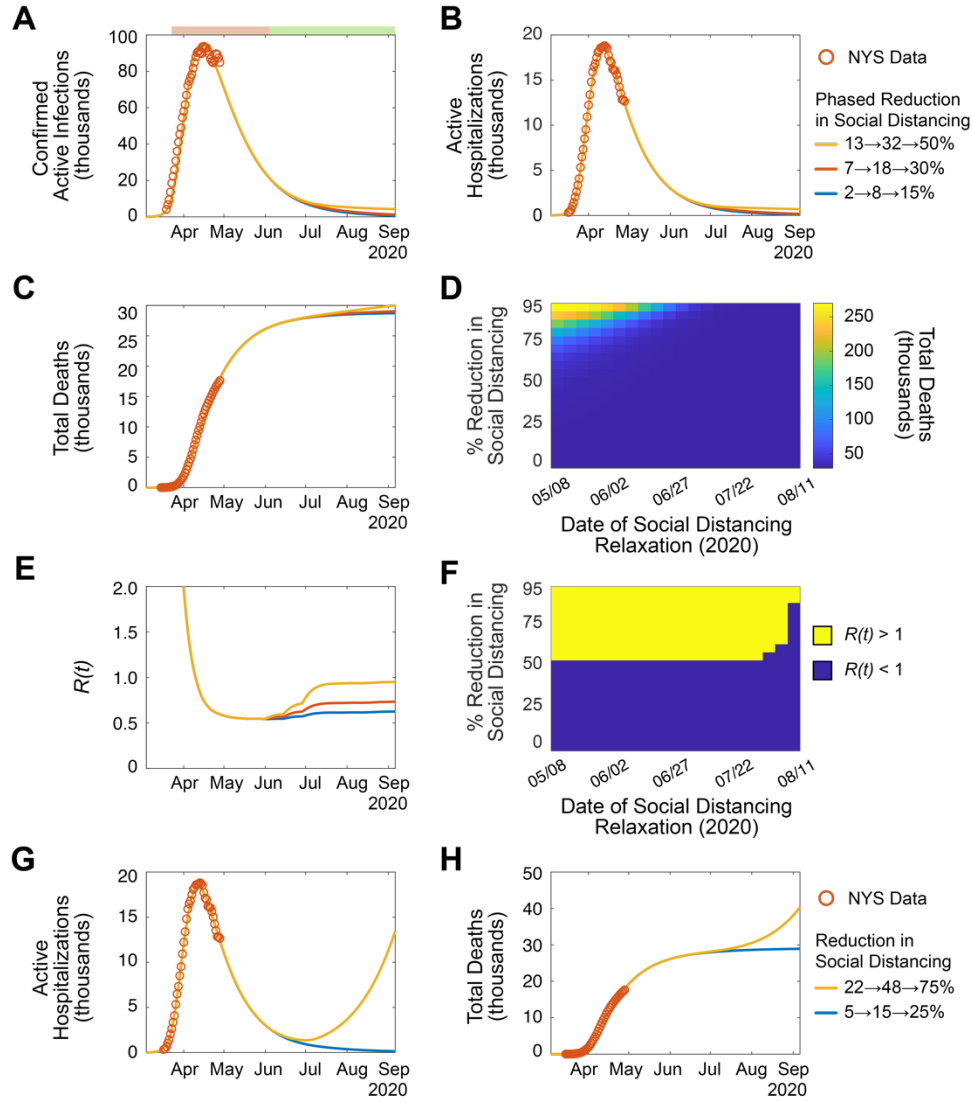 A
Confirmed
Active Infections
(thousands)
100
80
60
40
20
0
Apr May Jun Jul Aug Sep
2020
B
Active
Hospitalizations
(thousands)
20
15
10
5
0
Apr May Jun Jul Aug Sep
2020
NYS Data
Phased Reduction
in Social Distancing
13→32→50%
7→18→30%
2→8→15%
C
Total Deaths
(thousands)
30
25
20
15
10
5
0
Apr May Jun Jul Aug Sep
2020
D
% Reduction in
Social Distancing
95
75
50
25
0
05/08 06/02 06/27 07/22 08/11
Date of Social Distancing
Relaxation (2020)
250
200
150
100
50
Total Deaths
(thousands)
E
R(t)
2.0
1.5
1.0
0.5
0
Apr May Jun Jul Aug Sep
2020
F
% Reduction in
Social Distancing
95
75
50
25
0
05/08 06/02 06/27 07/22 08/11
Date of Social Distancing
Relaxation (2020)
R(t) > 1
R(t) < 1
G
Active
Hospitalizations
(thousands)
20
15
10
5
0
Apr May Jun Jul Aug Sep
2020
H
Total Deaths
(thousands)
50
40
30
20
10
0
Apr May Jun Jul Aug Sep
2020
NYS Data
Reduction in
Social Distancing
22→48→75%
5→15→25%